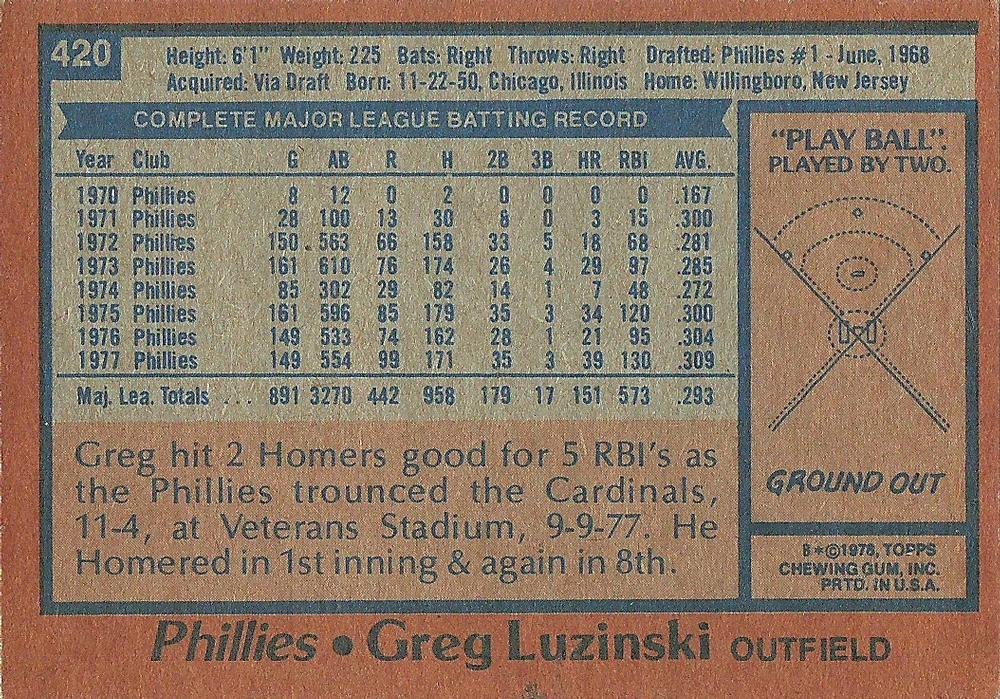 420
Height: 6'1" Weight: 225 Bats: Right Throws: Right Drafted: Phillies #1 - June, 1968
Acquired: Via Draft Born: 11-22-50, Chicago, Illinois Home: Willingboro, New Jersey
COMPLETE MAJOR LEAGUE BATTING RECORD
Year Club G AB R H 2B 3B HR RBI AVG.
1970 Phillies 8 12 0 2 0 0 0 0 .167
1971 Phillies 28 100 13 30 8 0 3 15 .300
1972 Phillies 150 563 66 158 33 5 18 68 .281
1973 Phillies 161 610 76 174 26 4 29 97 .285
1974 Phillies 85 302 29 82 14 1 7 48 .272
1975 Phillies 161 596 85 179 35 3 34 120 .300
1976 Phillies 149 533 74 162 28 1 21 95 .304
1977 Phillies 149 554 99 171 35 3 39 130 .309
Maj. Lea. Totals ... 891 3270 442 958 179 17 151 573 .293
Greg hit 2 Homers good for 5 RBI's as
the Phillies trounced the Cardinals,
11-4, at Veterans Stadium, 9-9-77. He
Homered in 1st inning & again in 8th.
"PLAY BALL".
PLAYED BY TWO.
GROUND OUT
B*©1978, TOPPS
CHEWING GUM, INC.
PRTD. IN U.S.A.
Phillies • Greg Luzinski OUTFIELD